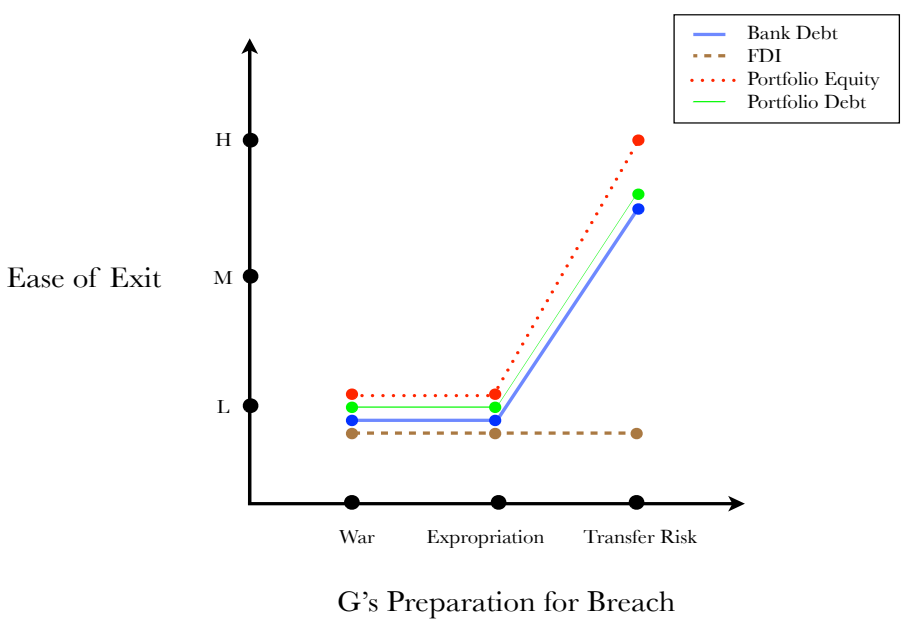 Bank Debt
FDI
Portfolio Equity
Portfolio Debt
H
M
L
Ease of Exit
War
Expropriation
Transfer Risk
G's Preparation for Breach